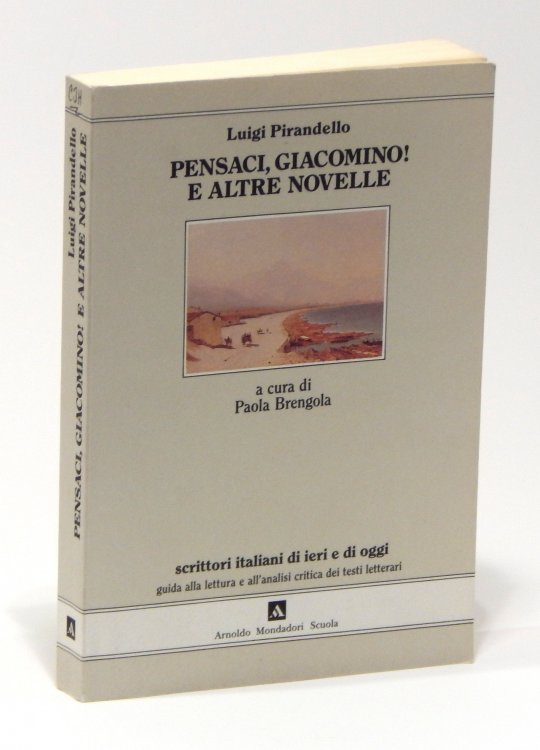 Luigi Pirandello
PENSACI, GIACOMINO!
E ALTRE NOVELLE
a cura di
Paola Brengola
scrittori italiani di ieri e di oggi
guida alla lettura e all'analisi critica dei testi letterari
Arnoldo Mondadori Scuola
Luigi Pirandello
PENSACI, GIACOMINO! E ALTRE NOVELLE